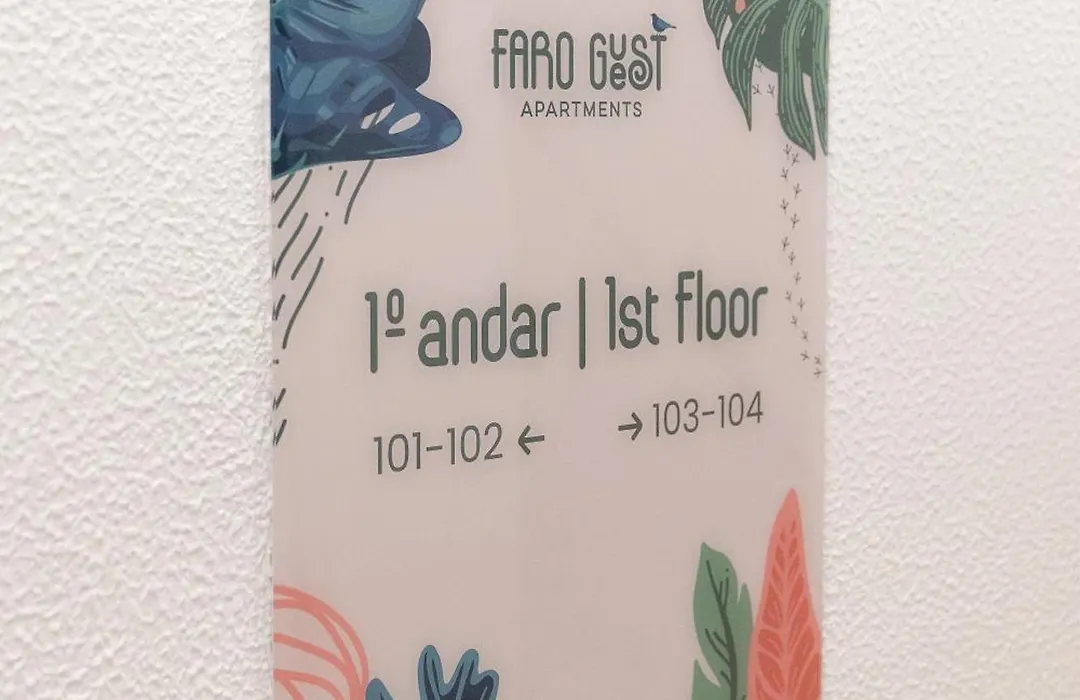 FARO GUeST
APARTMENTS
1º andar | 1st floor
101-102 ← → 103-104